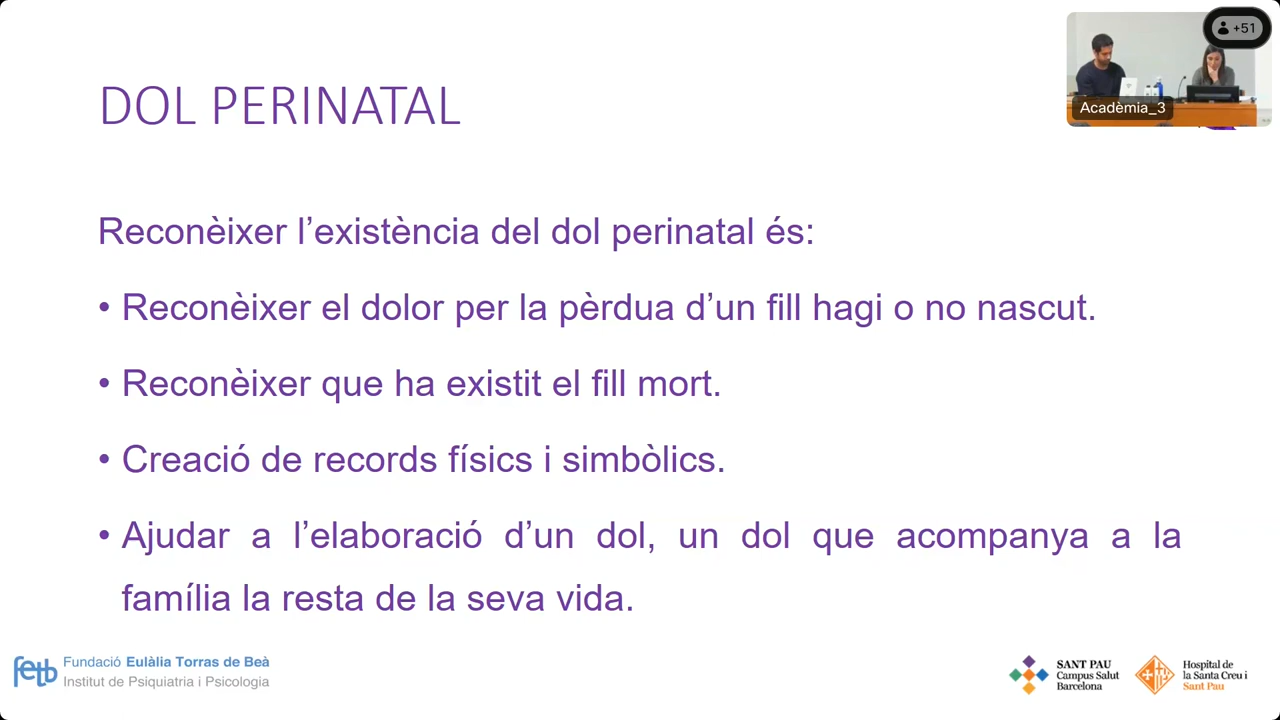 +51
Acadèmia_3
DOL PERINATAL
Reconèixer l’existència del dol perinatal és:
• Reconèixer el dolor per la pèrdua d’un fill hagi o no nascut.
• Reconèixer que ha existit el fill mort.
• Creació de records físics i simbòlics.
• Ajudar a l’elaboració d’un dol, un dol que acompanya a la
família la resta de la seva vida.
fetb
Fundació Eulàlia Torras de Beà
Institut de Psiquiatria i Psicologia
SANT PAU
Campus Salut
Barcelona
Hospital de
la Santa Creu i
Sant Pau